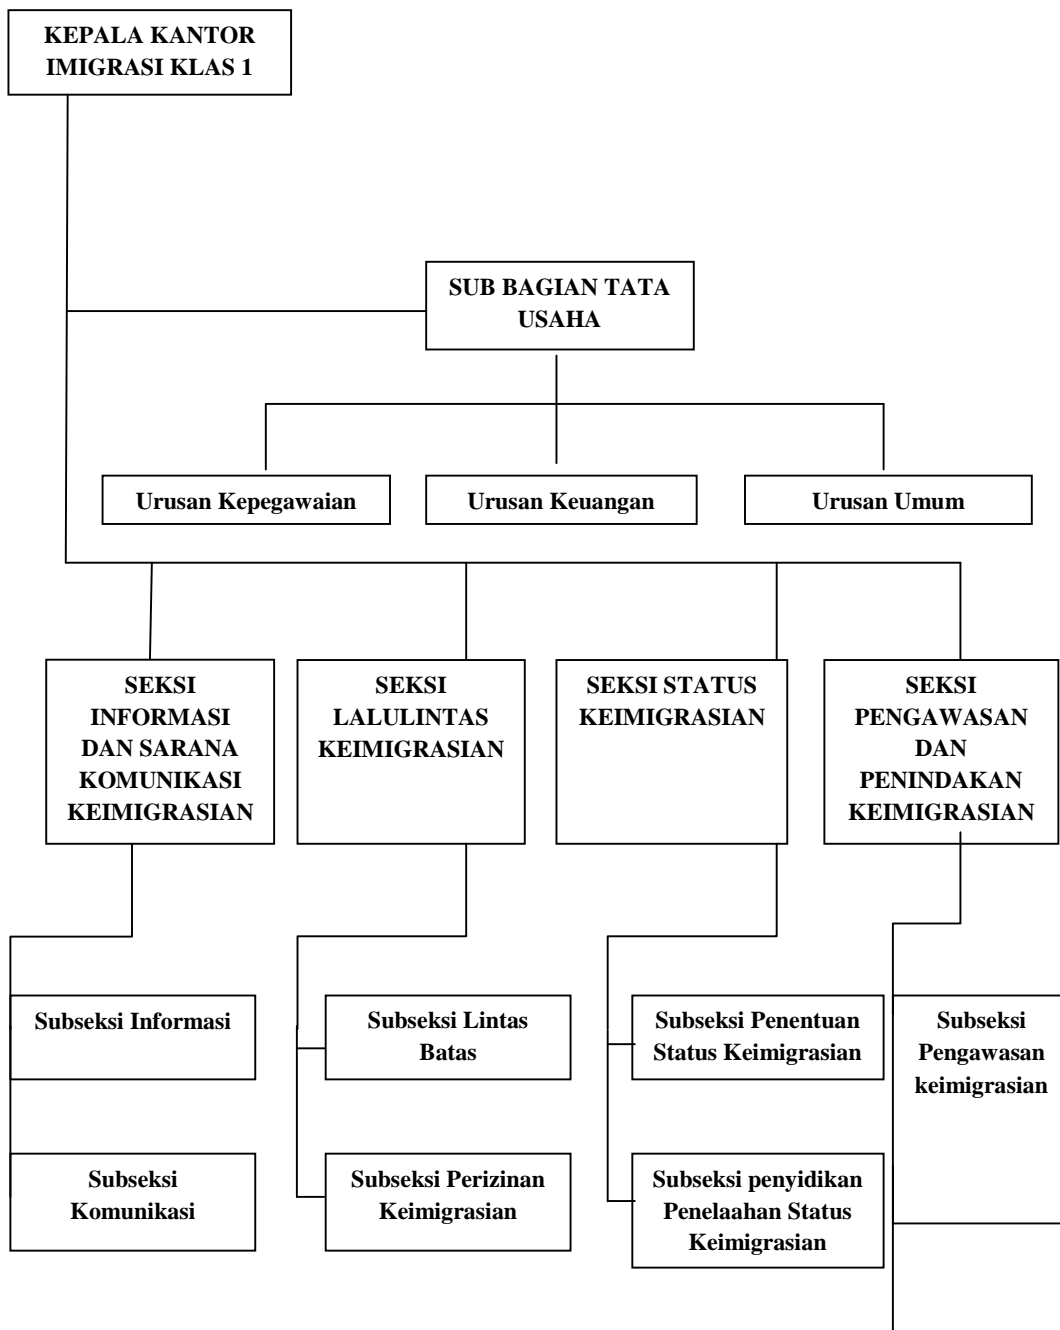 KEPALA KANTOR
IMIGRASI KLAS 1
SUB BAGIAN TATA
USAHA
Urusan Kepegawaian
Urusan Keuangan
Urusan Umum
SEKSI
INFORMASI
DAN SARANA
KOMUNIKASI
KEIMIGRASIAN
SEKSI
LALULINTAS
KEIMIGRASIAN
SEKSI STATUS
KEIMIGRASIAN
SEKSI
PENGAWASAN
DAN
PENINDAKAN
KEIMIGRASIAN
Subseksi Informasi
Subseksi Lintas
Batas
Subseksi Penentuan
Status Keimigrasian
Subseksi
Pengawasan
keimigrasian
Subseksi
Komunikasi
Subseksi Perizinan
Keimigrasian
Subseksi penyidikan
Penelaahan Status
Keimigrasian